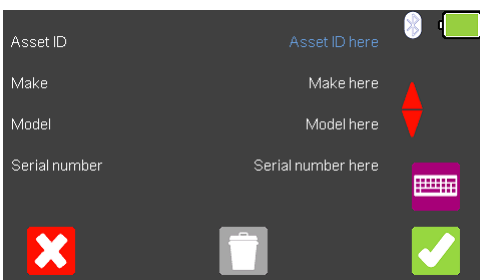 Asset ID Asset ID here
Make Make here
Model Model here
Serial number Serial number here